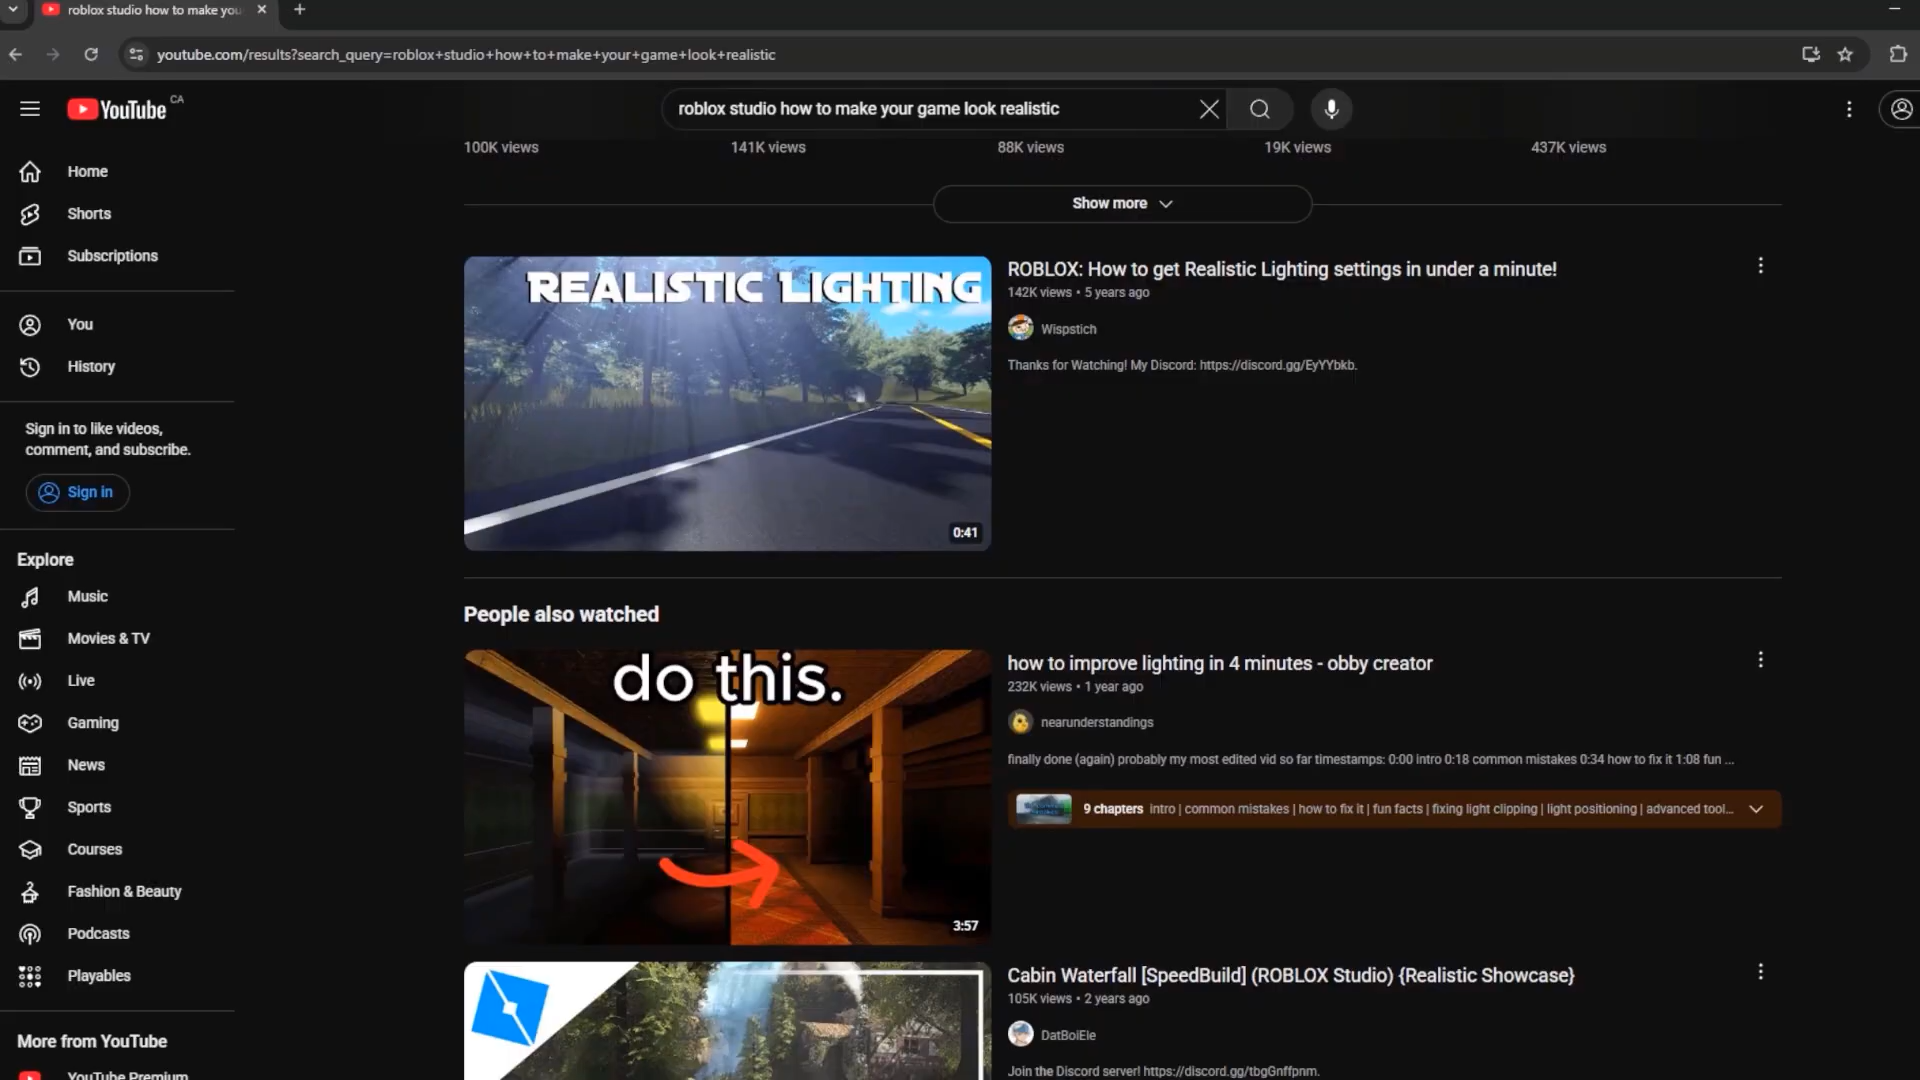 roblox studio how to make you
youtube.com/results?search_query=roblox+studio+how+to+make+your+game+look+realistic
YouTube CA
roblox studio how to make your game look realistic
100K views
141K views
88K views
19K views
437K views
Show more
Home
Shorts
Subscriptions
You
History
Sign in to like videos,
comment, and subscribe.
Sign in
Explore
Music
Movies & TV
Live
Gaming
News
Sports
Courses
Fashion & Beauty
Podcasts
Playables
More from YouTube
YouTube Premium
REALISTIC LIGHTING
0:41
ROBLOX: How to get Realistic Lighting settings in under a minute!
142K views • 5 years ago
Wispstich
Thanks for Watching! My Discord: https://discord.gg/EyYYbkb.
People also watched
do this.
3:57
how to improve lighting in 4 minutes - obby creator
232K views • 1 year ago
nearunderstandings
finally done (again) probably my most edited vid so far timestamps: 0:00 intro 0:18 common mistakes 0:34 how to fix it 1:08 fun ...
9 chapters intro | common mistakes | how to fix it | fun facts | fixing light clipping | light positioning | advanced tool...
Cabin Waterfall [SpeedBuild] (ROBLOX Studio) {Realistic Showcase}
105K views • 2 years ago
DatBoiEle
Join the Discord server! https://discord.gg/tbgGnffpnm.